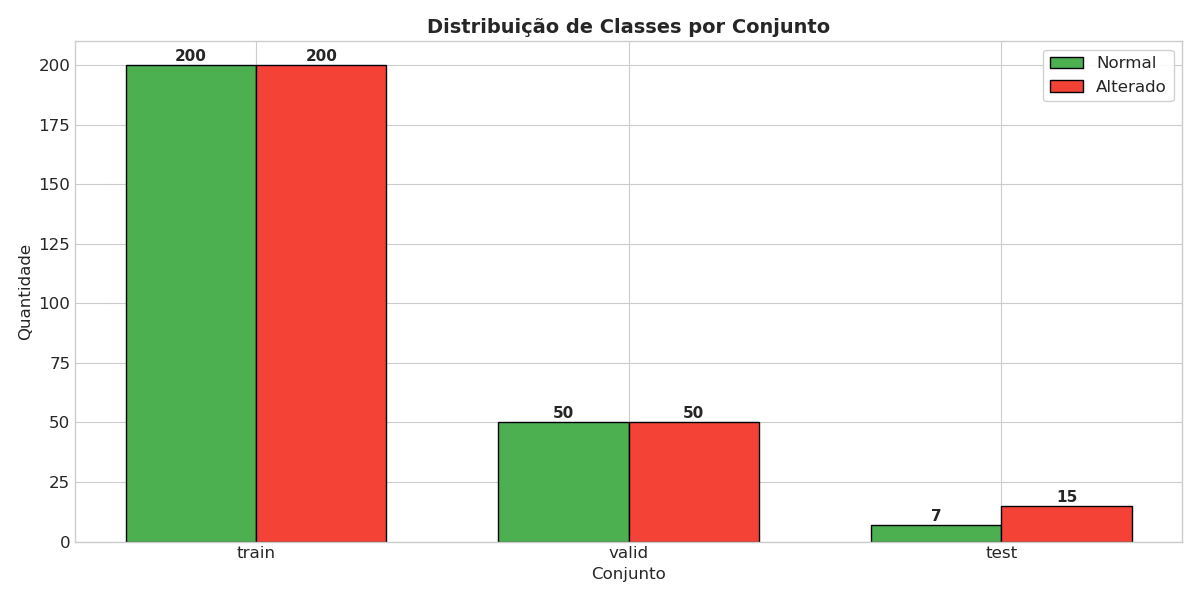 Distribuição de Classes por Conjunto
Normal
Alterado
Quantidade
200
175
150
125
100
75
50
25
0
200
200
50
50
7
15
train
valid
test
Conjunto